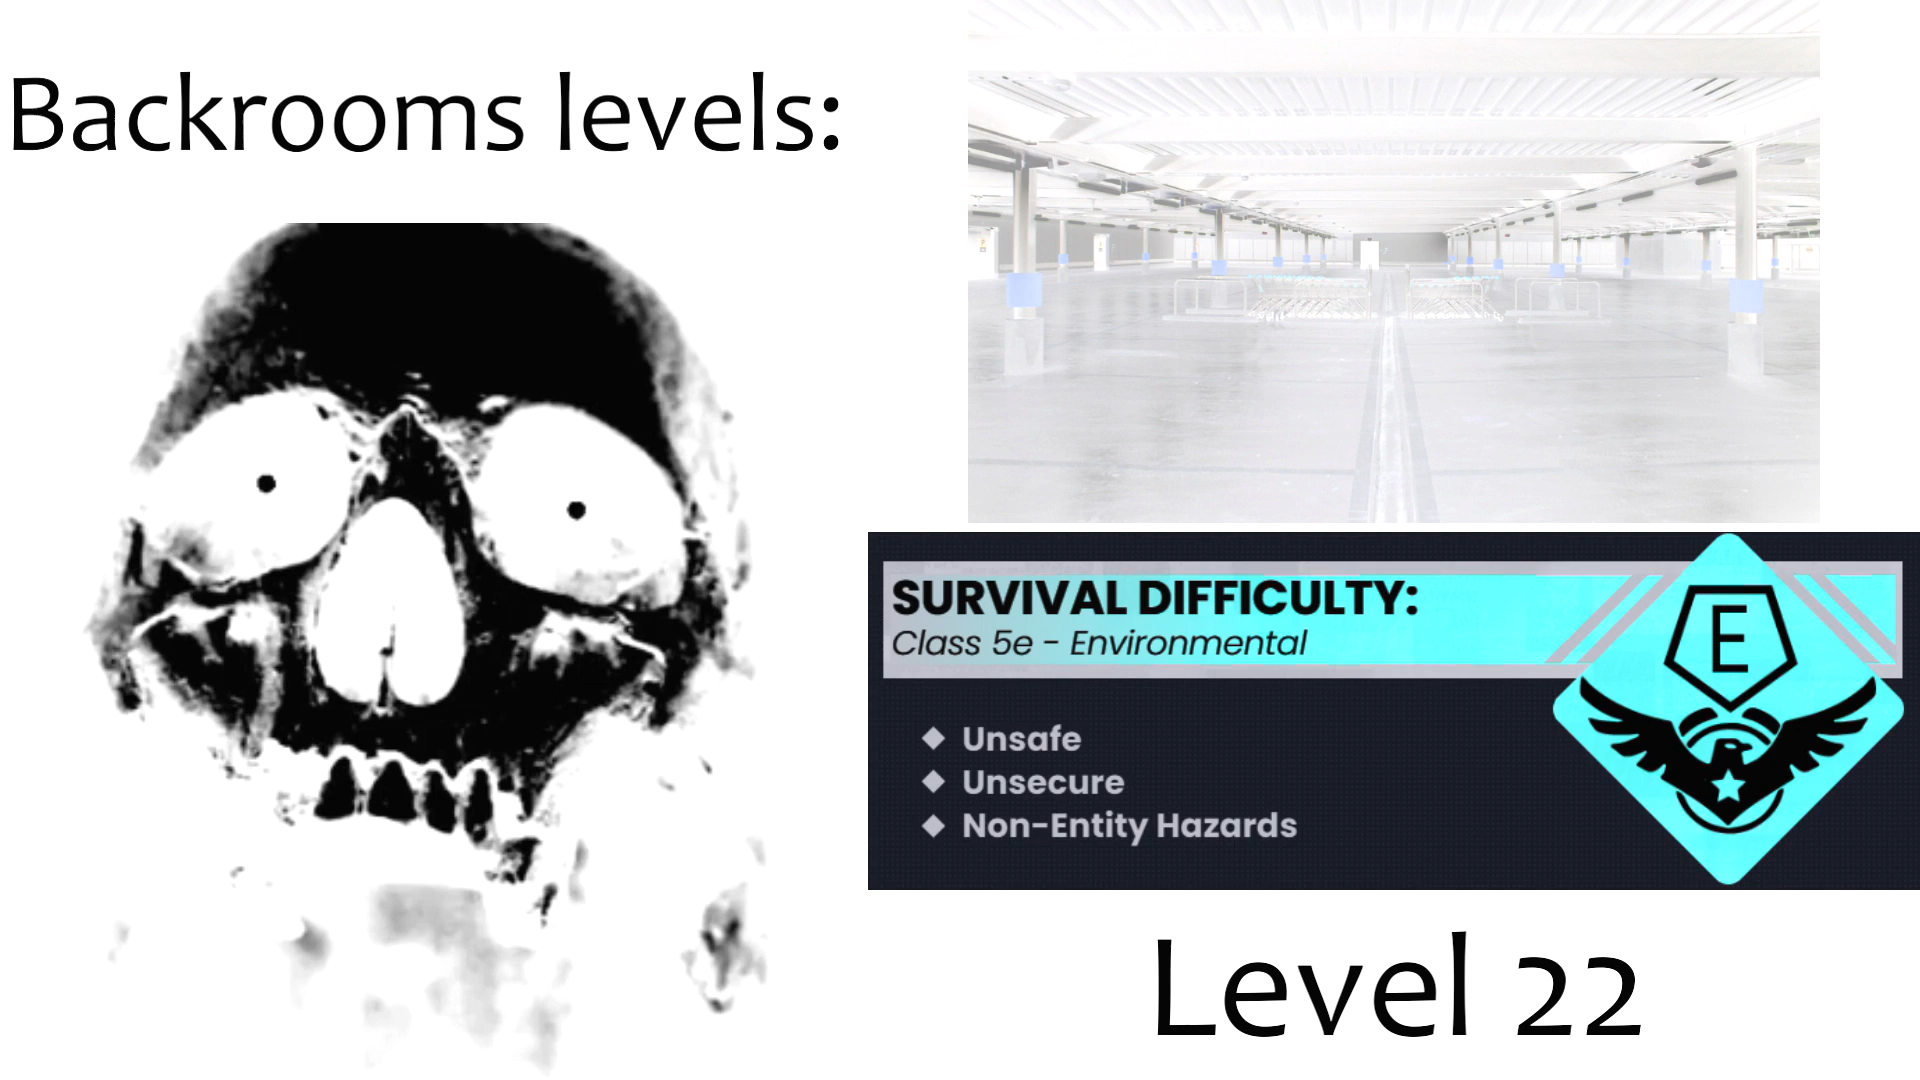 Backrooms levels:
SURVIVAL DIFFICULTY:
Class 5e - Environmental
E
Unsafe
Unsecure
Non-Entity Hazards
Level 22